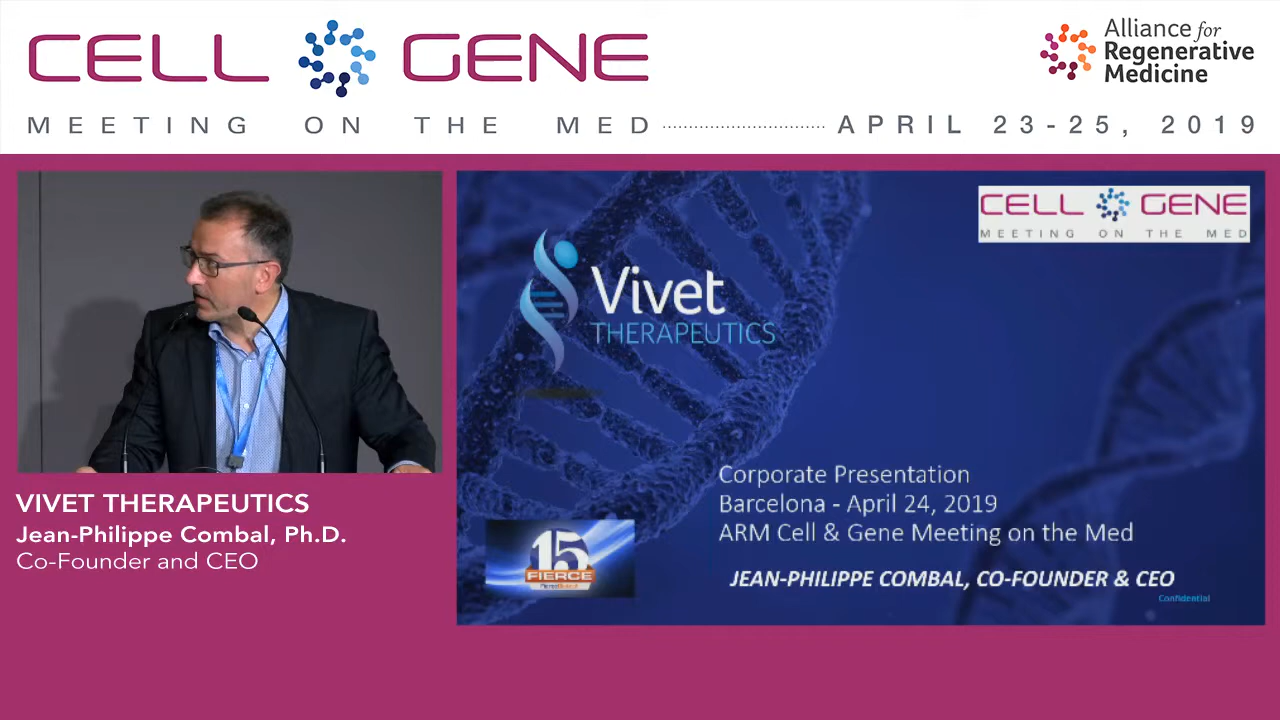 CELL GENE
MEETING ON THE MED
APRIL 23-25, 2019
Alliance for
Regenerative
Medicine
VIVET THERAPEUTICS
Jean-Philippe Combal, Ph.D.
Co-Founder and CEO
CELL GENE
MEETING ON THE MED
Vivet
THERAPEUTICS
Corporate Presentation
Barcelona - April 24, 2019
ARM Cell & Gene Meeting on the Med
15
FIERCE
JEAN-PHILIPPE COMBAL, CO-FOUNDER & CEO
Confidential